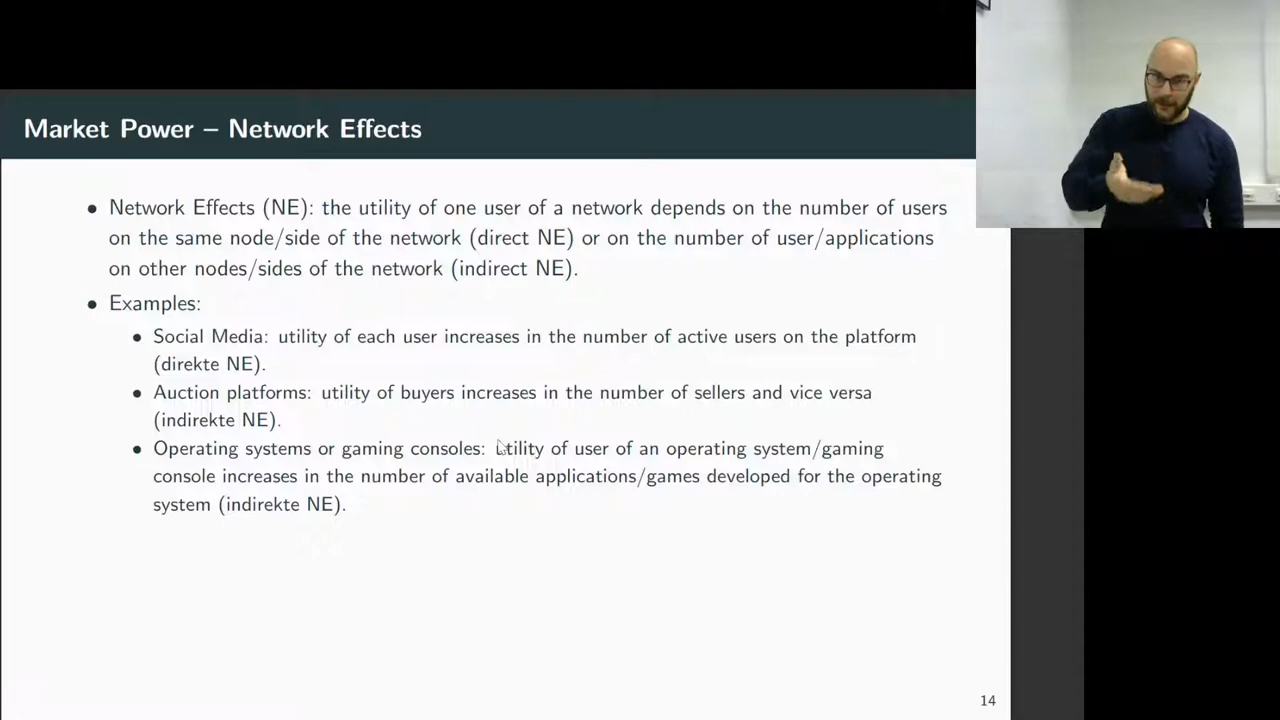 Market Power – Network Effects
• Network Effects (NE): the utility of one user of a network depends on the number of users
on the same node/side of the network (direct NE) or on the number of user/applications
on other nodes/sides of the network (indirect NE).
• Examples:
• Social Media: utility of each user increases in the number of active users on the platform
(direkte NE).
• Auction platforms: utility of buyers increases in the number of sellers and vice versa
(indirekte NE).
• Operating systems or gaming consoles: utility of user of an operating system/gaming
console increases in the number of available applications/games developed for the operating
system (indirekte NE).
14